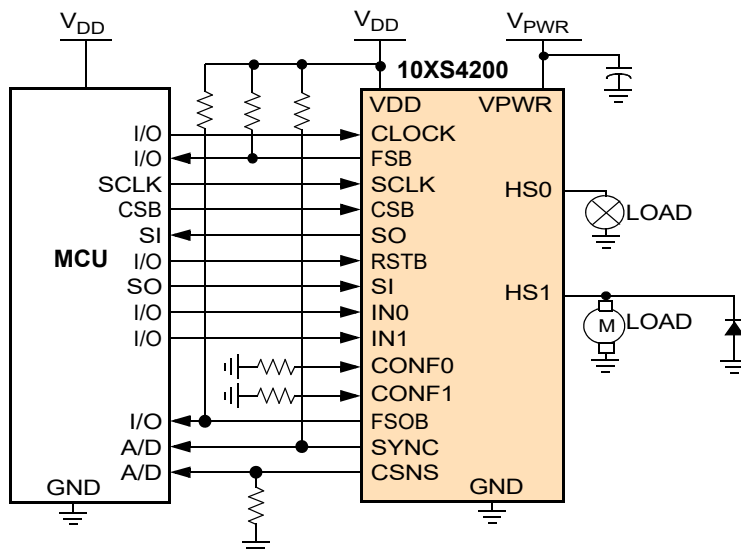 VDD
VDD
VPWR
10XS4200
VDD
VPWR
I/O
CLOCK
I/O
FSB
SCLK
SCLK
HS0
CSB
CSB
LOAD
SI
SO
MCU
I/O
RSTB
SO
SI
HS1
I/O
IN0
M
LOAD
I/O
IN1
CONF0
CONF1
I/O
FSOB
A/D
SYNC
A/D
CSNS
GND
GND